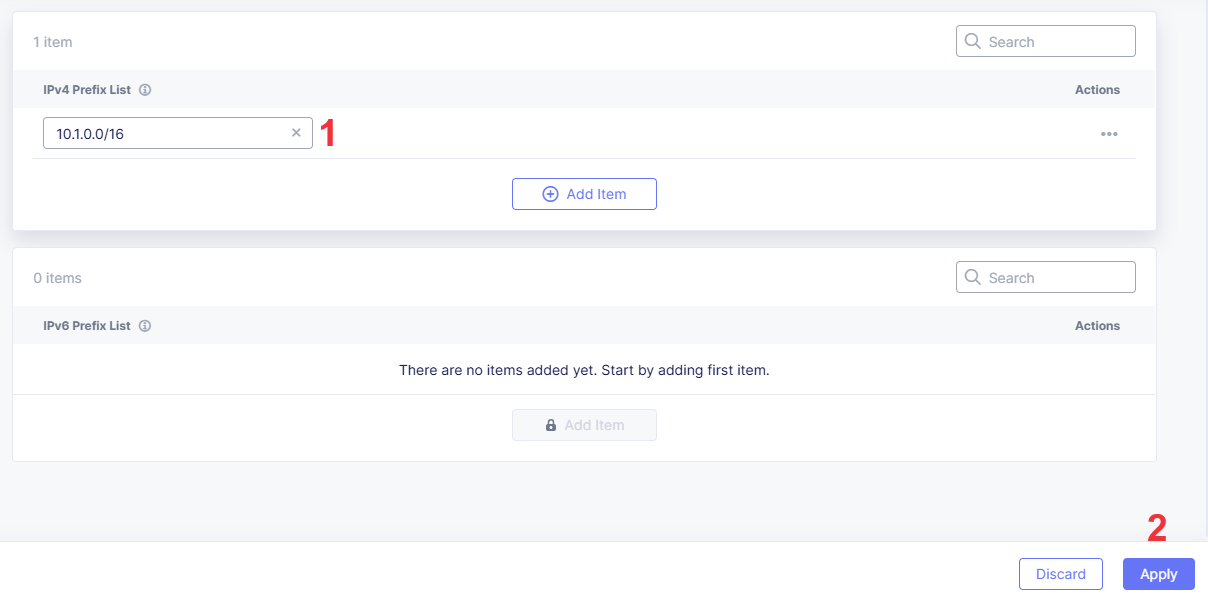 1 item
Search
IPv4 Prefix List
Actions
10.1.0.0/16
1
Add Item
0 items
Search
IPv6 Prefix List
Actions
There are no items added yet. Start by adding first item.
Add Item
2
Discard
Apply